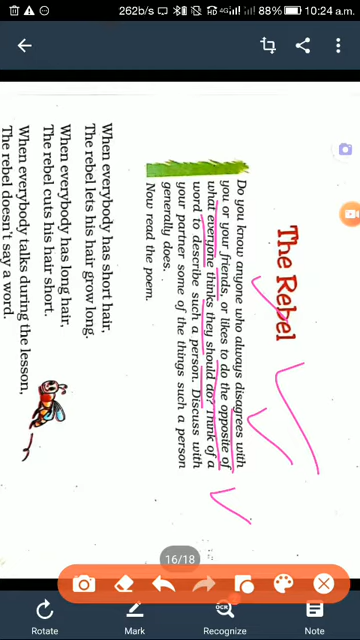 262b/s 4G 88% 10:24 a.m.
The Rebel
Do you know anyone who always disagrees with
you or your friends, or likes to do the opposite of
what everyone thinks they should do? Think of a
word to describe such a person. Discuss with
your partner some of the things such a person
generally does.
Now read the poem.
When everybody has short hair,
The rebel lets his hair grow long.
When everybody has long hair,
The rebel cuts his hair short.
When everybody talks during the lesson,
The rebel doesn't say a word.
16/18
OCR
Rotate Mark Recognize Note